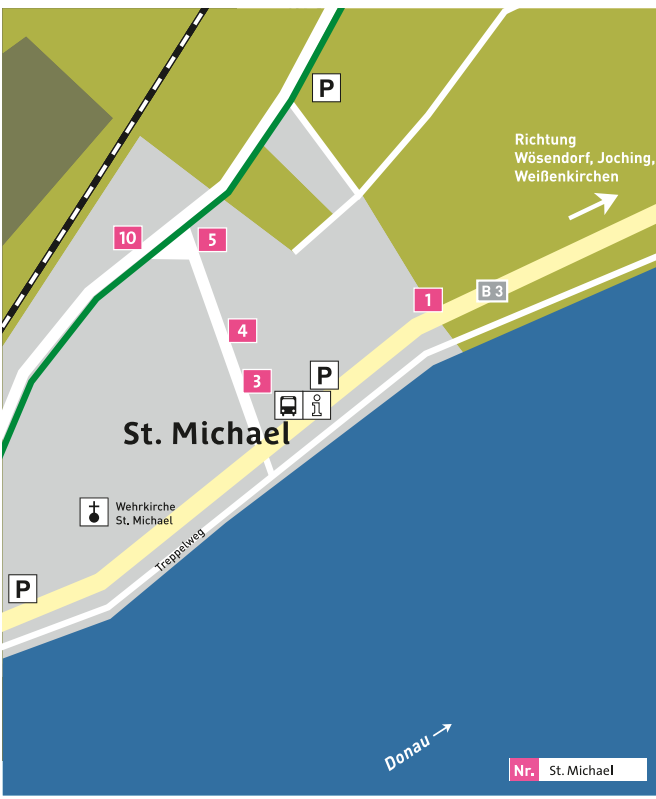 P
Richtung
Wösendorf, Joching,
Weißenkirchen
10
5
B 3
1
4
3
P
i
St. Michael
Wehrkirche
St. Michael
Treppelweg
P
Donau
Nr. St. Michael